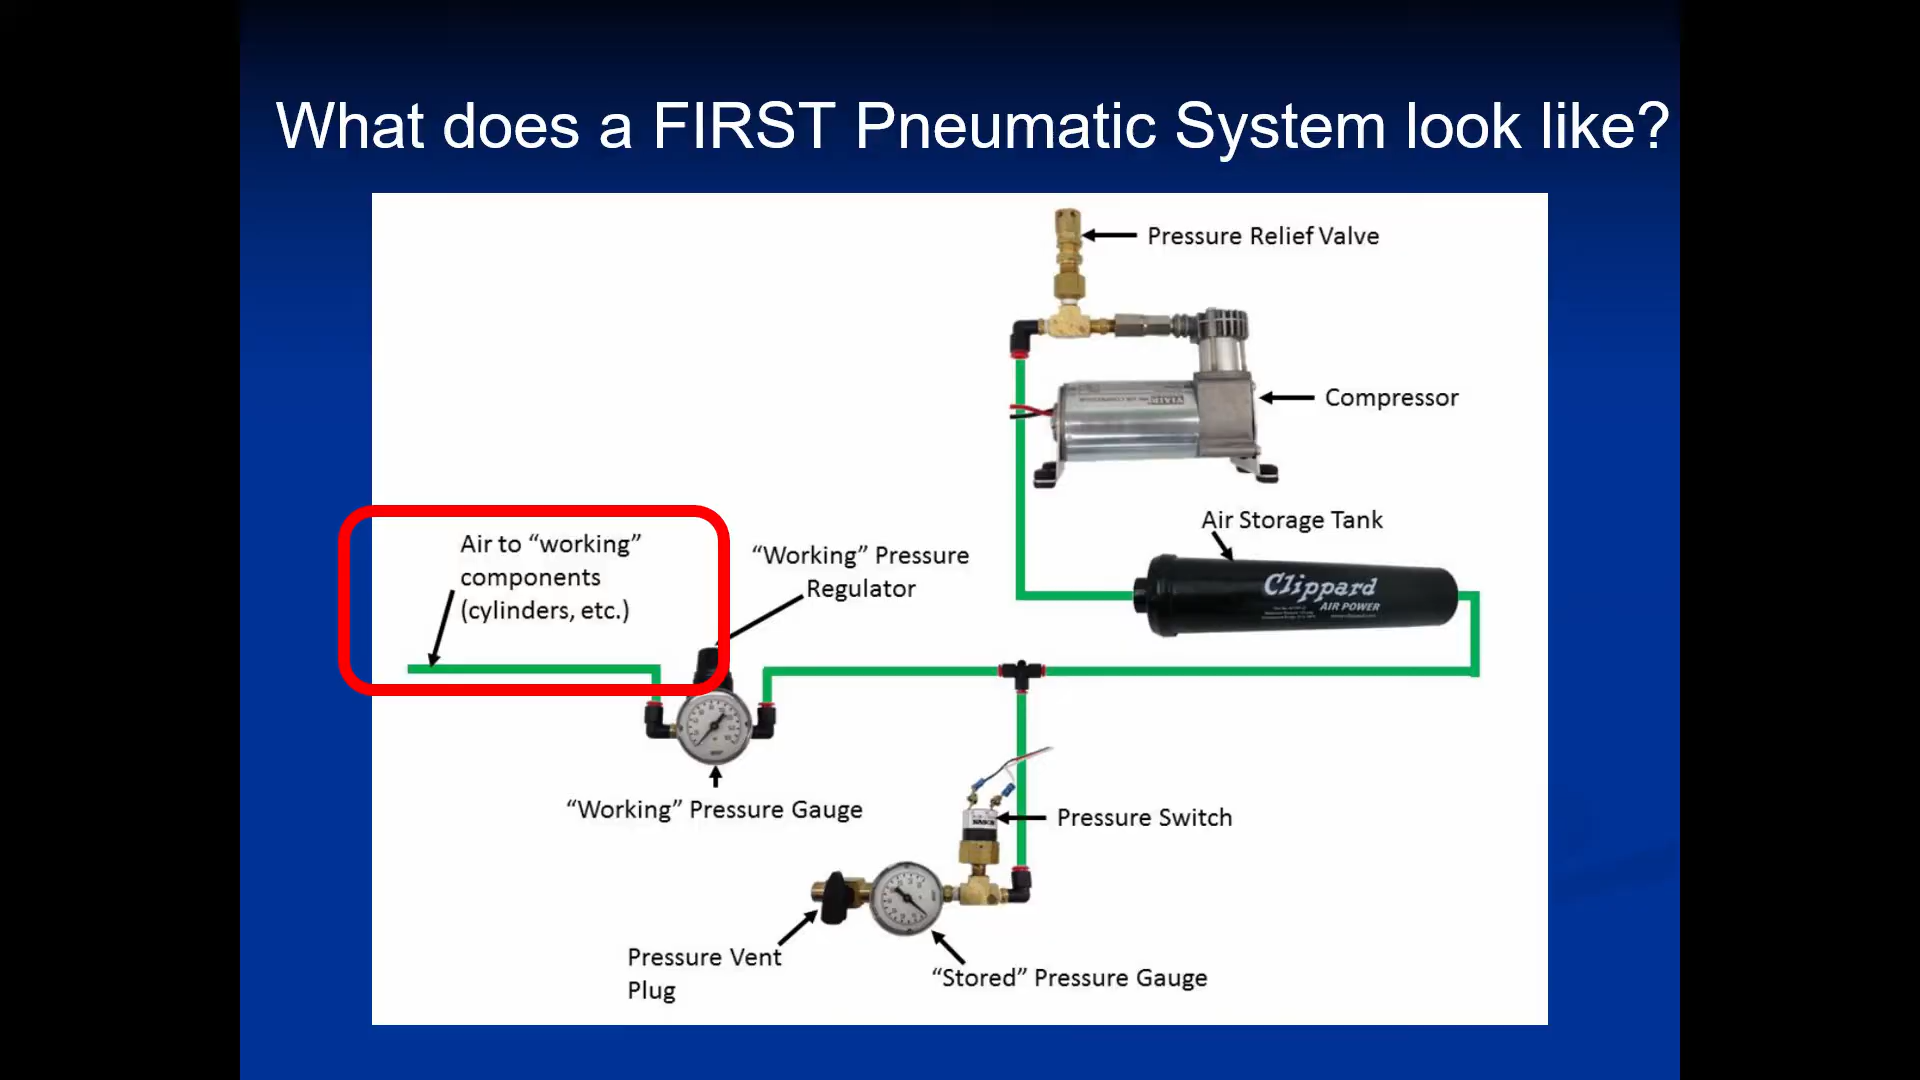 What does a FIRST Pneumatic System look like?
Pressure Relief Valve
Compressor
Air Storage Tank
Clippard
AIR POWER
Air to “working”
components
(cylinders, etc.)
“Working” Pressure
Regulator
“Working” Pressure Gauge
Pressure Switch
Pressure Vent
Plug
“Stored” Pressure Gauge